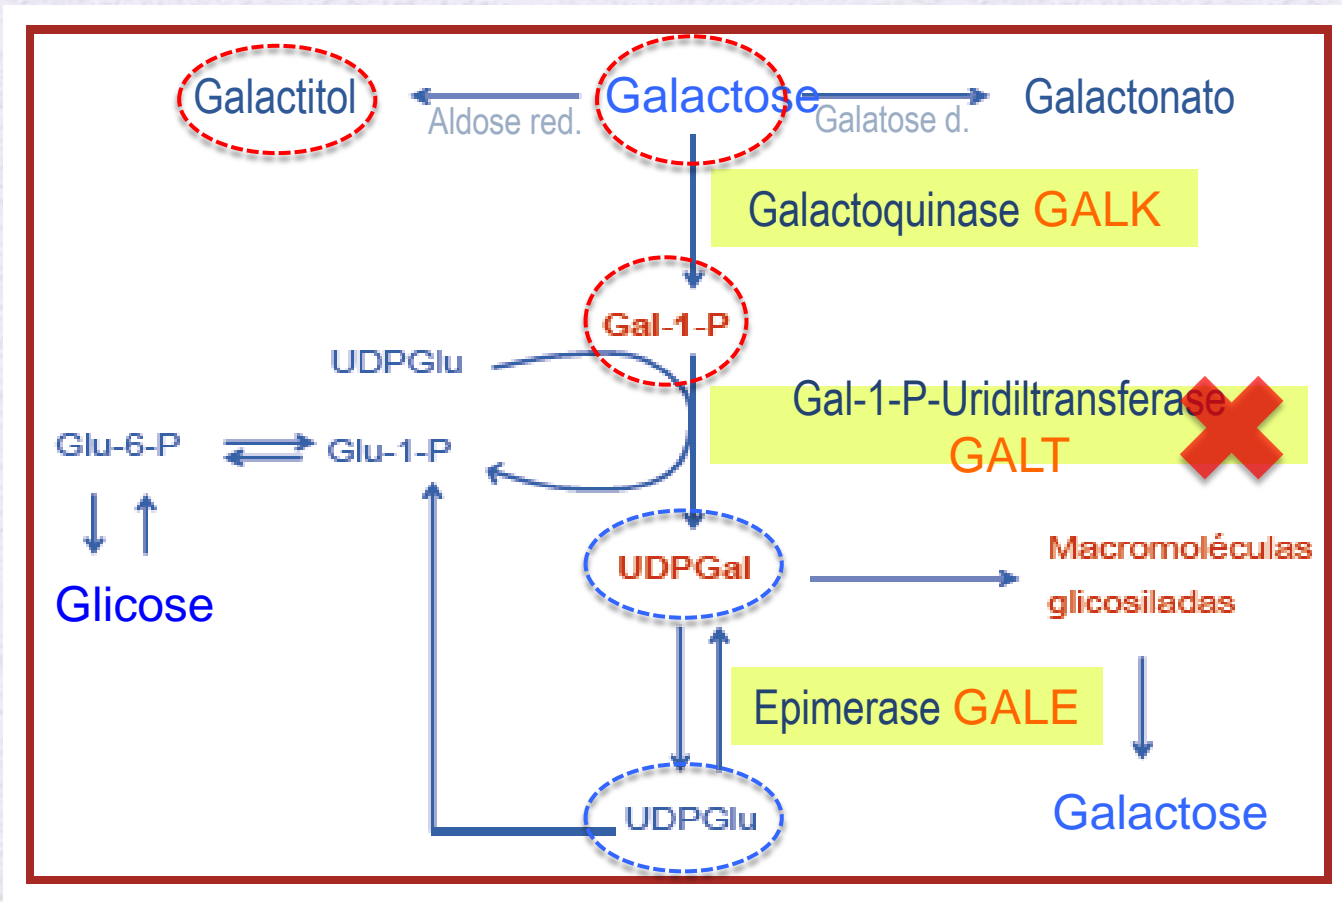 Galactitol
Aldose red.
Galactose
Galatose d.
Galactonato
Galactoquinase GALK
Gal-1-P
UDPGlu
Gal-1-P-Uridiltransferase
GALT
Glu-6-P
Glu-1-P
UDPGal
Macromoléculas
glicosiladas
Glicose
Epimerase GALE
UDPGlu
Galactose